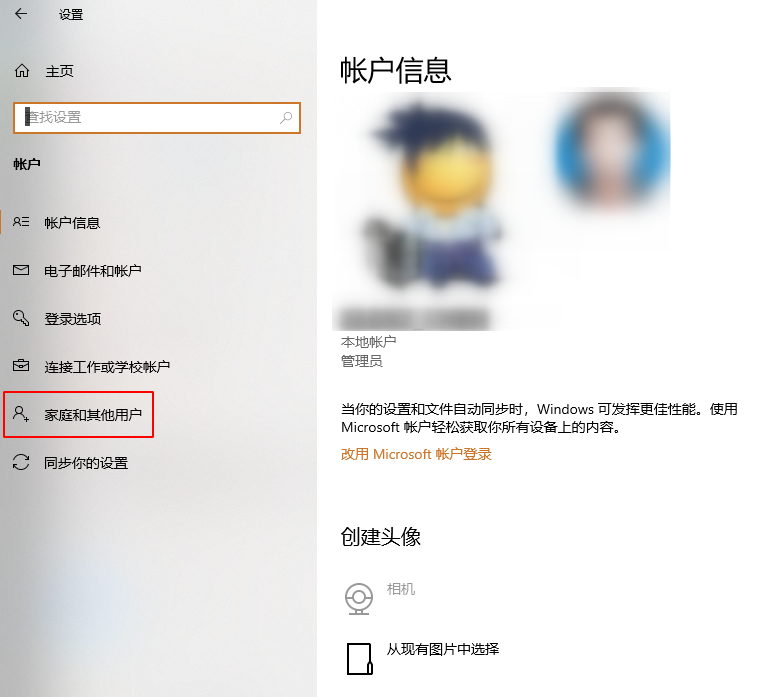 设置
主页
查找设置
帐户
帐户信息
电子邮件和帐户
登录选项
连接工作或学校帐户
家庭和其他用户
同步你的设置
帐户信息
本地帐户
管理员
当你的设置和文件自动同步时，Windows 可发挥更佳性能。使用
Microsoft 帐户轻松获取你所有设备上的内容。
改用 Microsoft 帐户登录
创建头像
相机
从现有图片中选择